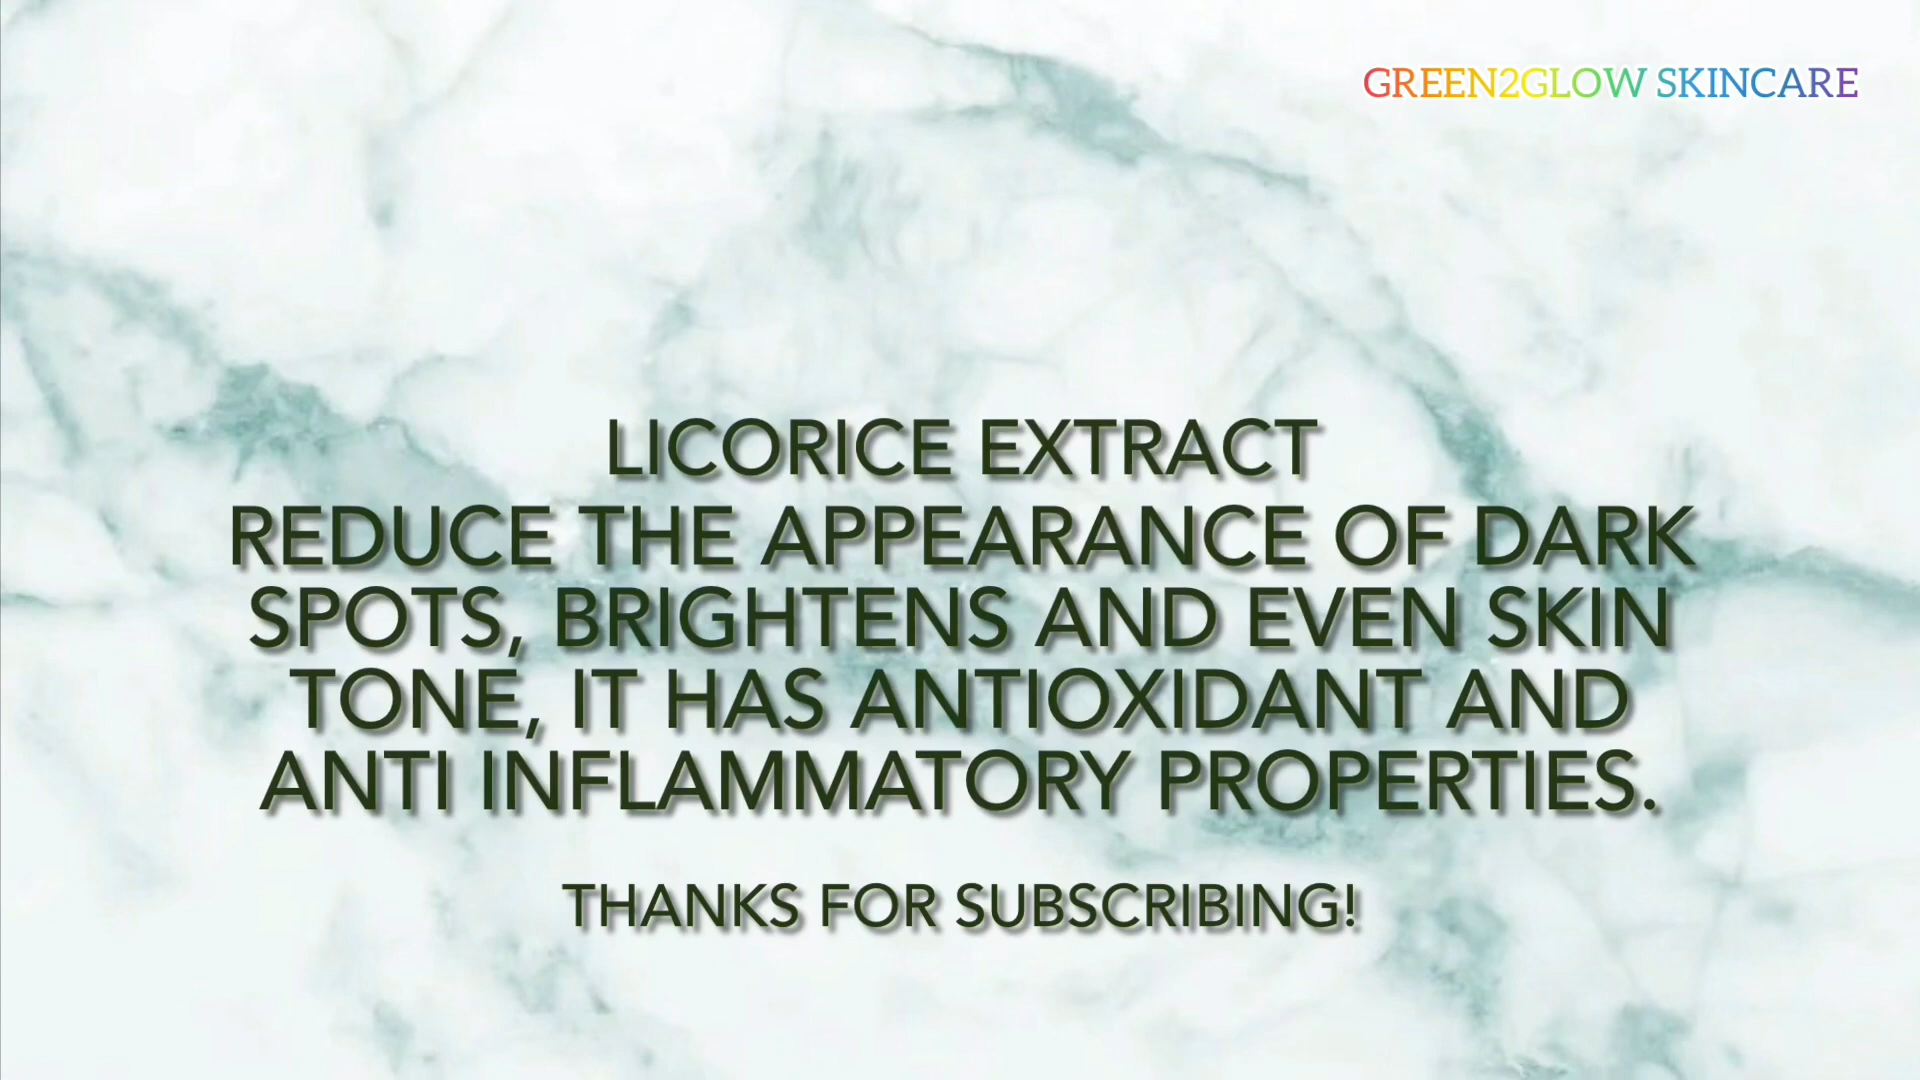 GREEN2GLOW SKINCARE
LICORICE EXTRACT
REDUCE THE APPEARANCE OF DARK
SPOTS, BRIGHTENS AND EVEN SKIN
TONE, IT HAS ANTIOXIDANT AND
ANTI INFLAMMATORY PROPERTIES.
THANKS FOR SUBSCRIBING!